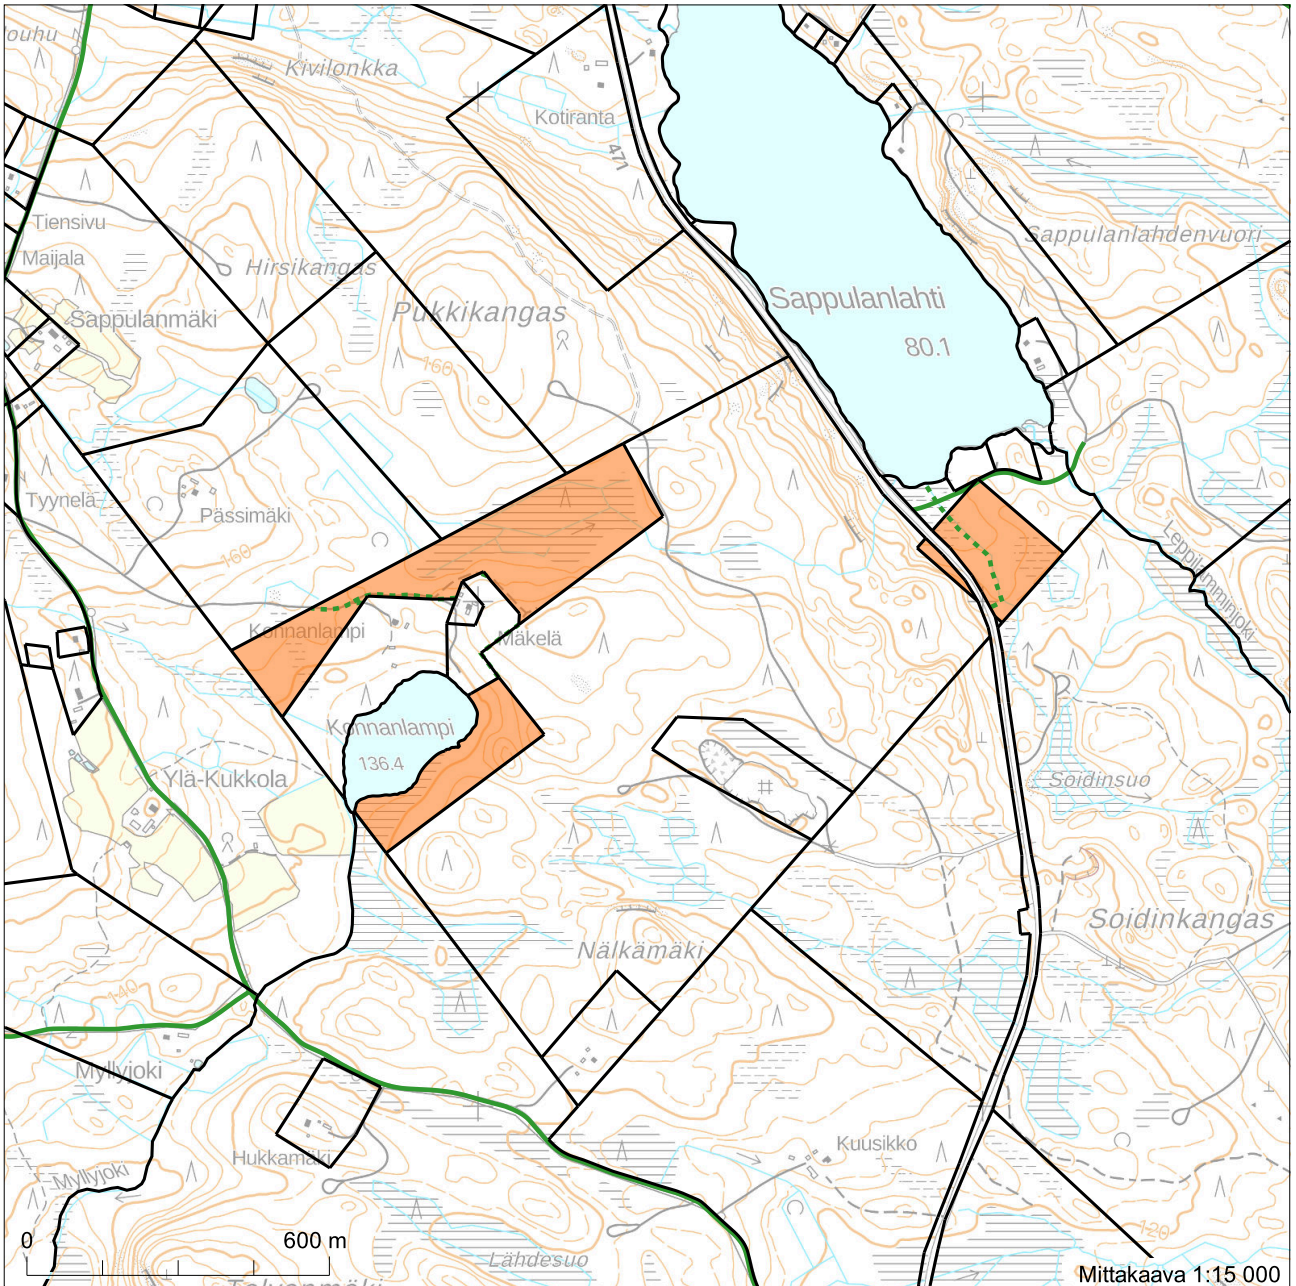 Kivilonkka
Kotiranta
471
Tiensivu
Maijala
Hirsikangas
Sappulanlahdenvuori
Sappulanlahti
80.1
Pukkikangas
Sappulanmäki
160
Tyynelä
Pässimäki
160
Leppilamminjoki
Konnanlampi
Mäkelä
Konnanlampi
136.4
Ylä-Kukkola
Soidinsuo
Soidinkangas
Nälkämäki
140
Myllyjoki
Hukkamäki
Kuusikko
Myllyjoki
120
Lähdesuo
0 600 m
Mittakaava 1:15 000